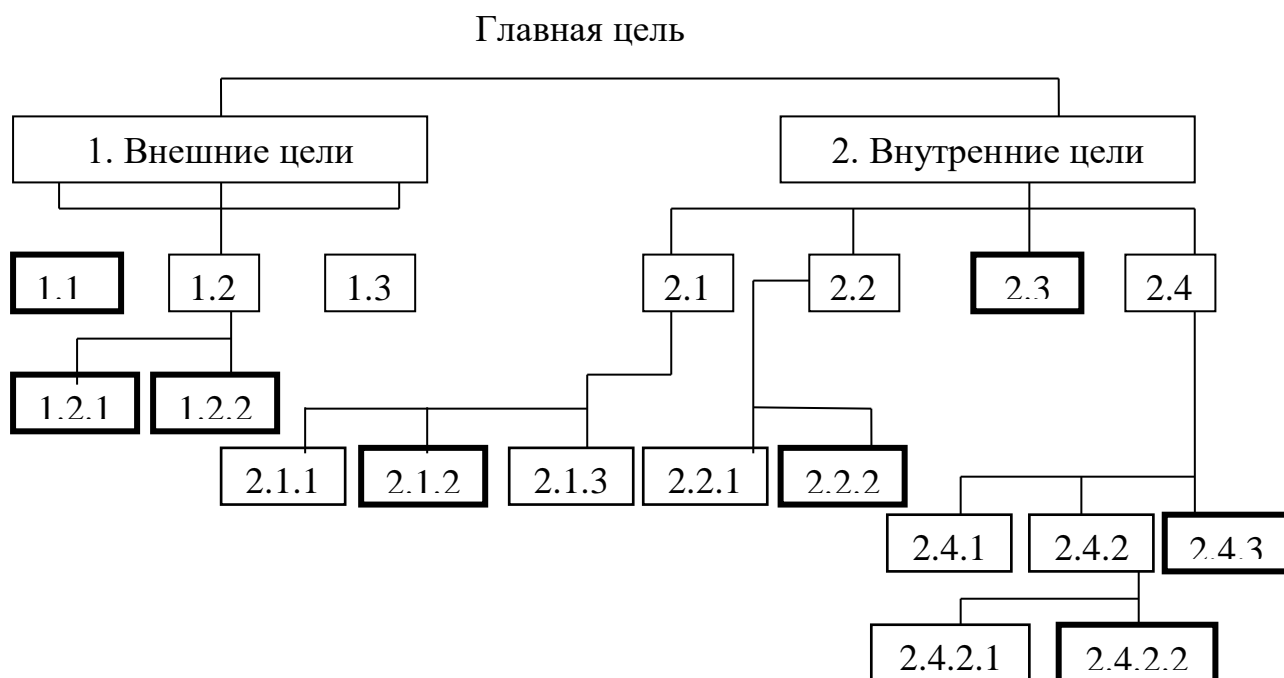 Главная цель
1. Внешние цели 2. Внутренние цели
1.1 1.2 1.3 2.1 2.2 2.3 2.4
1.2.1 1.2.2
2.1.1 2.1.2 2.1.3 2.2.1 2.2.2
2.4.1 2.4.2 2.4.3
2.4.2.1 2.4.2.2